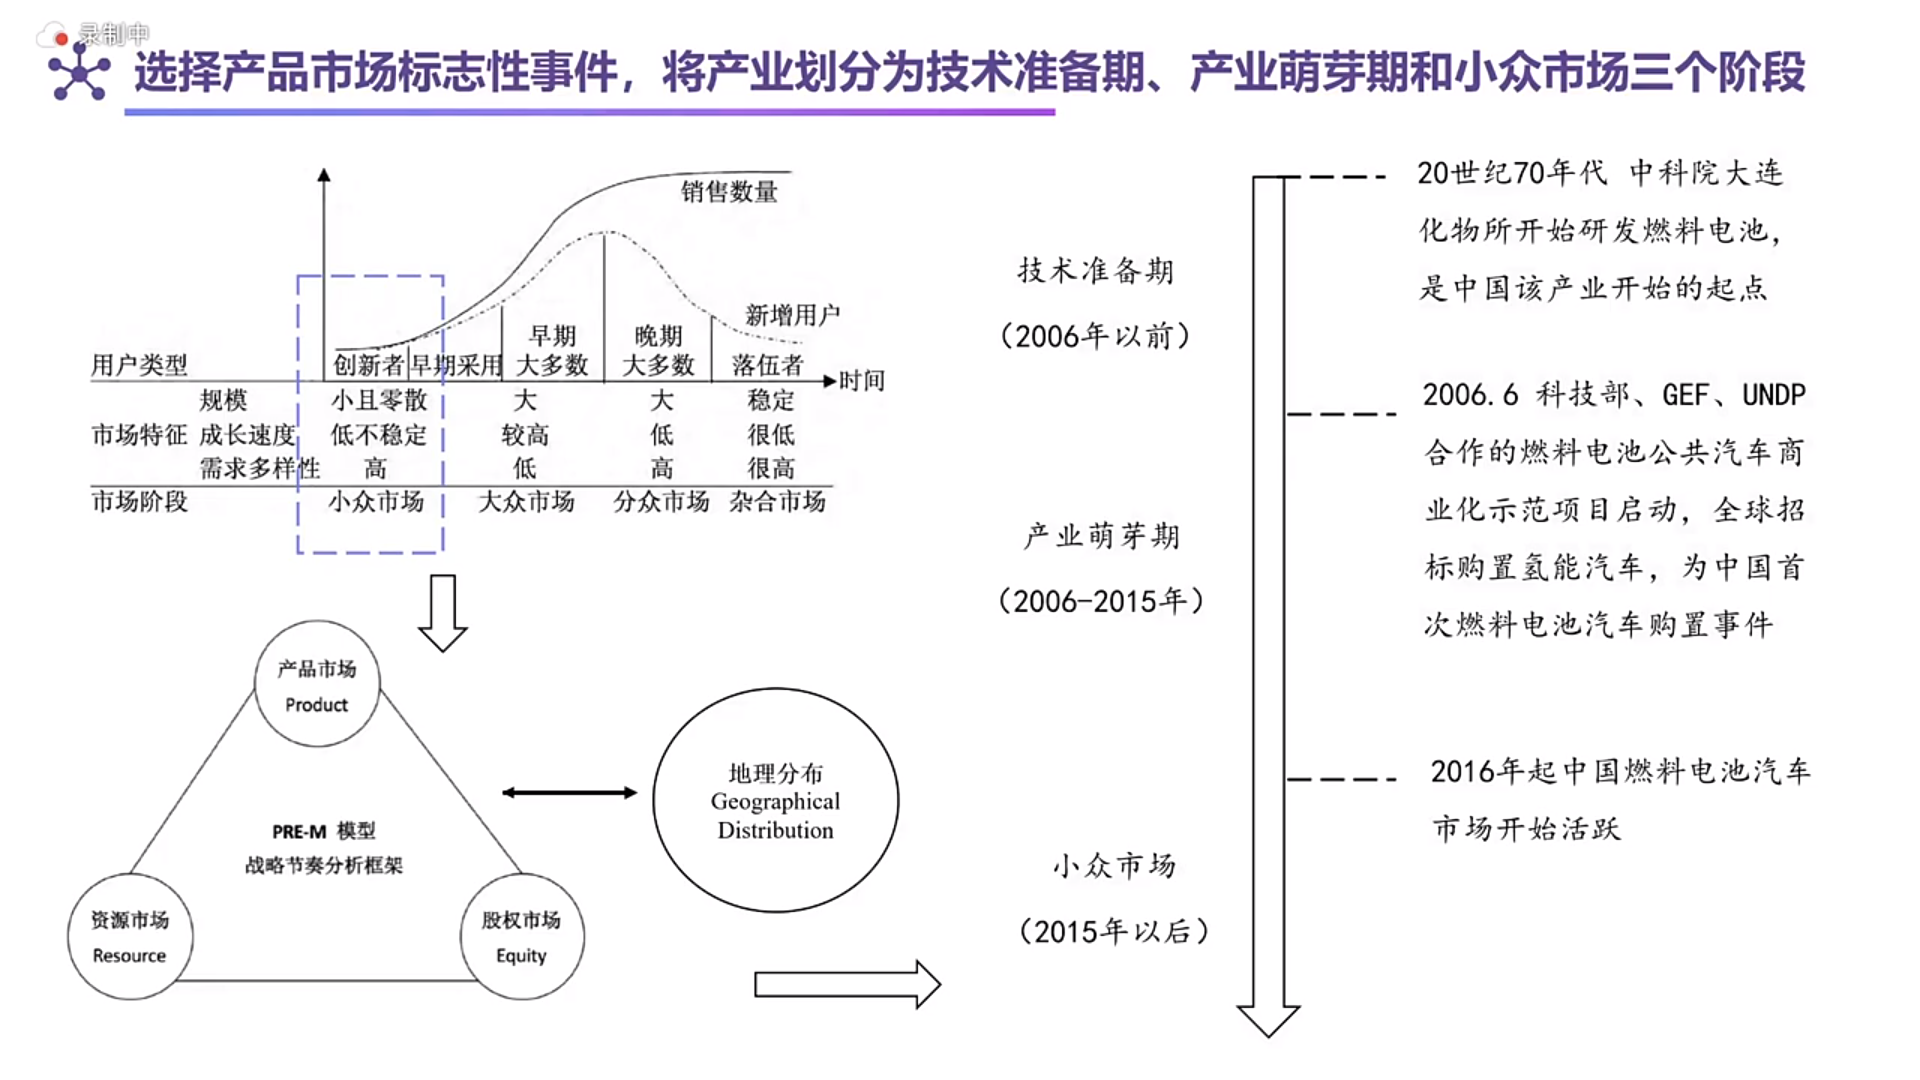 录制中
选择产品市场标志性事件，将产业划分为技术准备期、产业萌芽期和小众市场三个阶段
销售数量
新增用户
早期 晚期
用户类型 创新者 早期采用 大多数 大多数 落伍者 时间
规模 小且零散 大 大 稳定
市场特征 成长速度 低不稳定 较高 低 很低
需求多样性 高 低 高 很高
市场阶段 小众市场 大众市场 分众市场 杂合市场
产品市场
Product
PRE-M 模型
战略节奏分析框架
资源市场
Resource
股权市场
Equity
地理分布
Geographical
Distribution
技术准备期
（2006年以前）
产业萌芽期
（2006-2015年）
小众市场
（2015年以后）
20世纪70年代 中科院大连
化物所开始研发燃料电池，
是中国该产业开始的起点
2006.6 科技部、GEF、UNDP
合作的燃料电池公共汽车商
业化示范项目启动，全球招
标购置氢能汽车，为中国首
次燃料电池汽车购置事件
2016年起中国燃料电池汽车
市场开始活跃